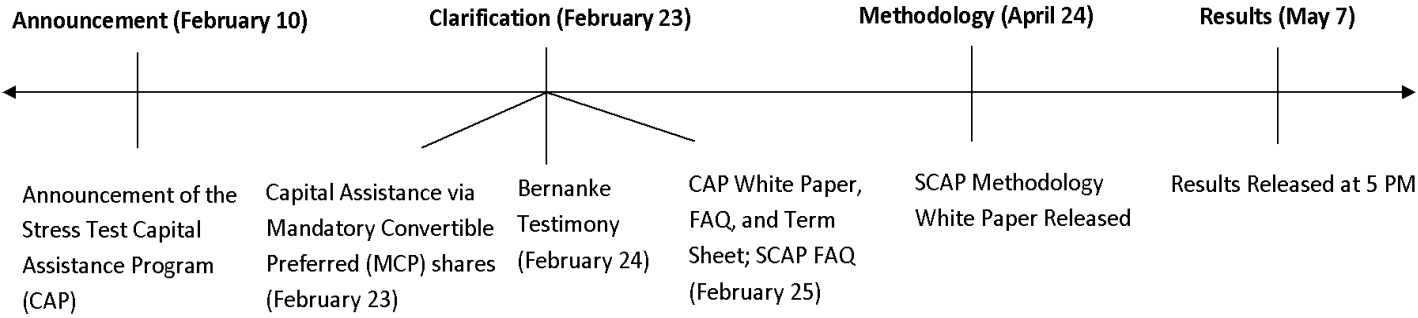 Announcement (February 10)
Clarification (February 23)
Methodology (April 24)
Results (May 7)
Announcement of the
Stress Test Capital
Assistance Program
(CAP)
Capital Assistance via
Mandatory Convertible
Preferred (MCP) shares
(February 23)
Bernanke
Testimony
(February 24)
CAP White Paper,
FAQ, and Term
Sheet; SCAP FAQ
(February 25)
SCAP Methodology
White Paper Released
Results Released at 5 PM